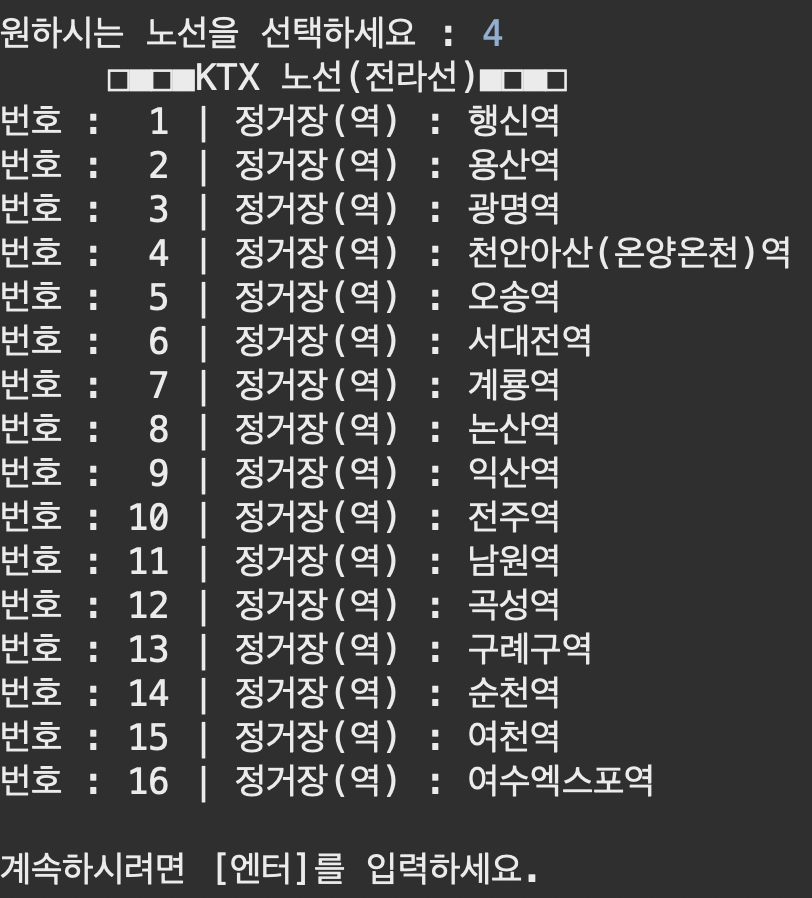 원하시는 노선을 선택하세요 : 4
□■□■KTX 노선(전라선)■□■□
번호 :  1 | 정거장(역) : 행신역
번호 :  2 | 정거장(역) : 용산역
번호 :  3 | 정거장(역) : 광명역
번호 :  4 | 정거장(역) : 천안아산(온양온천)역
번호 :  5 | 정거장(역) : 오송역
번호 :  6 | 정거장(역) : 서대전역
번호 :  7 | 정거장(역) : 계룡역
번호 :  8 | 정거장(역) : 논산역
번호 :  9 | 정거장(역) : 익산역
번호 : 10 | 정거장(역) : 전주역
번호 : 11 | 정거장(역) : 남원역
번호 : 12 | 정거장(역) : 곡성역
번호 : 13 | 정거장(역) : 구례구역
번호 : 14 | 정거장(역) : 순천역
번호 : 15 | 정거장(역) : 여천역
번호 : 16 | 정거장(역) : 여수엑스포역
계속하시려면 [엔터]를 입력하세요.